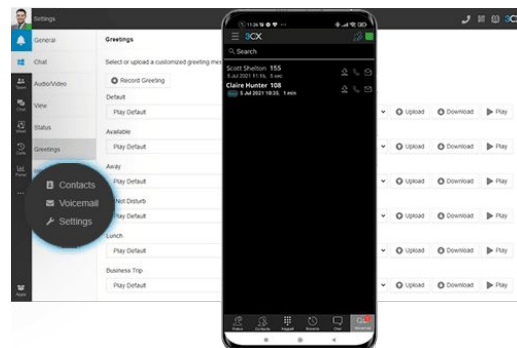 Settings
3CX
General
Greetings
Chat
Select or upload a customized greeting mes
Audio/Video
Record Greeting
View
Default
Play Default
Upload
Download
Play
Status
Available
Play Default
Upload
Download
Play
Greetings
Away
Play Default
Upload
Download
Play
Not Disturb
Play Default
Upload
Download
Play
Lunch
Play Default
Upload
Download
Play
Business Trip
Play Default
Upload
Download
Play
Contacts
Voicemail
Settings
11:26
3CX
Search
Scott Shelton 155
5 Jul 2021 11:16, 5 sec
Claire Hunter 108
5 Jul 2021 10:35, 1 min
Status
Contacts
Keypad
Chat
Voicemail